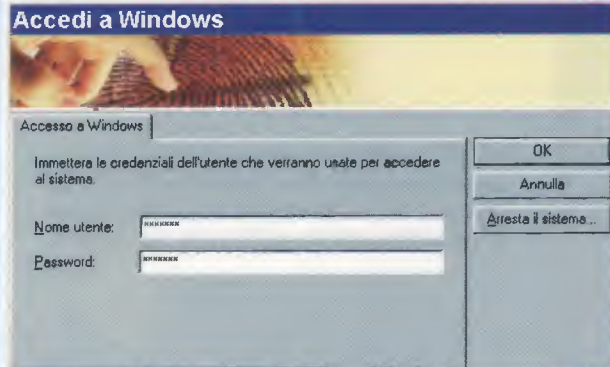 Accedi a Windows
Accesso a Windows
Immettera le credenziali dell'utente che verranno usate per accedere
al sistema.
Nome utente: *******
Password: *******
OK
Annulla
Arresta il sistema...